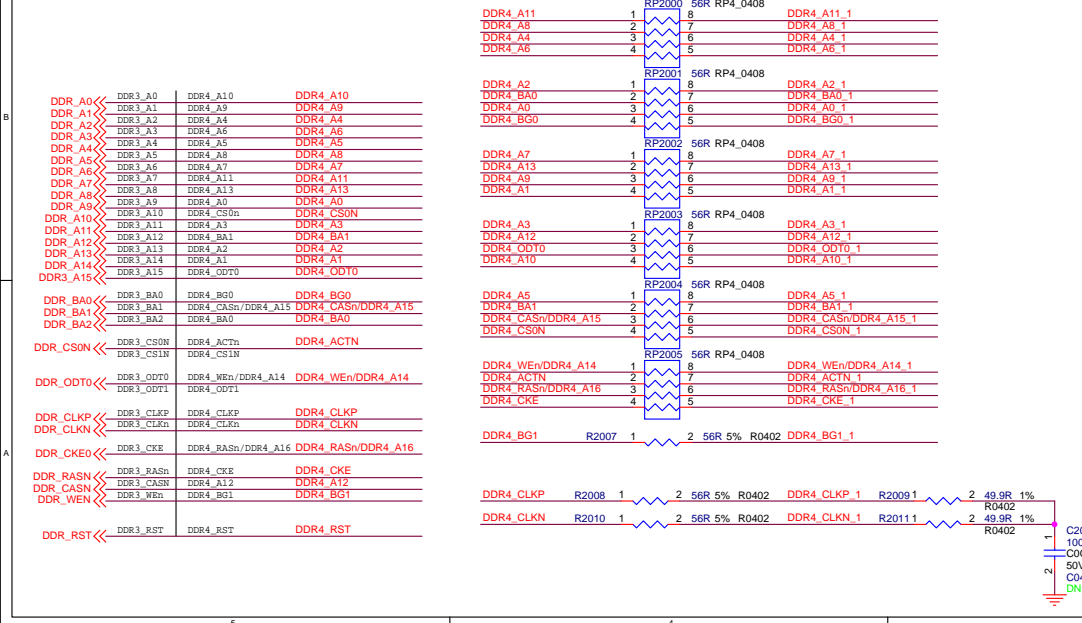 RP2000 56R RP4_0408
DDR4_A11 1 8 DDR4_A11_1
DDR4_A8 2 7 DDR4_A8_1
DDR4_A4 3 6 DDR4_A4_1
DDR4_A6 4 5 DDR4_A6_1
RP2001 56R RP4_0408
DDR4_A2 1 8 DDR4_A2_1
DDR4_BA0 2 7 DDR4_BA0_1
DDR4_A0 3 6 DDR4_A0_1
DDR4_BG0 4 5 DDR4_BG0_1
RP2002 56R RP4_0408
DDR4_A7 1 8 DDR4_A7_1
DDR4_A13 2 7 DDR4_A13_1
DDR4_A9 3 6 DDR4_A9_1
DDR4_A1 4 5 DDR4_A1_1
RP2003 56R RP4_0408
DDR4_A3 1 8 DDR4_A3_1
DDR4_A12 2 7 DDR4_A12_1
DDR4_ODT0 3 6 DDR4_ODT0_1
DDR4_A10 4 5 DDR4_A10_1
RP2004 56R RP4_0408
DDR4_A5 1 8 DDR4_A5_1
DDR4_BA1 2 7 DDR4_BA1_1
DDR4_CASn/DDR4_A15 3 6 DDR4_CASn/DDR4_A15_1
DDR4_CS0N 4 5 DDR4_CS0N_1
RP2005 56R RP4_0408
DDR4_WEn/DDR4_A14 1 8 DDR4_WEn/DDR4_A14_1
DDR4_ACTN 2 7 DDR4_ACTN_1
DDR4_RASn/DDR4_A16 3 6 DDR4_RASn/DDR4_A16_1
DDR4_CKE 4 5 DDR4_CKE_1
DDR4_BG1 R2007 1 2 56R 5% R0402 DDR4_BG1_1
DDR4_CLKP R2008 1 2 56R 5% R0402 DDR4_CLKP_1 R2009 1 2 49.9R 1%
R0402
DDR4_CLKN R2010 1 2 56R 5% R0402 DDR4_CLKN_1 R2011 1 2 49.9R 1%
R0402
1
2
C20
100
C0G
50V
C04
DN
DDR_A0 DDR3_A0 DDR4_A10 DDR4_A10
DDR_A1 DDR3_A1 DDR4_A9 DDR4_A9
DDR_A2 DDR3_A2 DDR4_A4 DDR4_A4
DDR_A3 DDR3_A3 DDR4_A6 DDR4_A6
DDR_A4 DDR3_A4 DDR4_A5 DDR4_A5
DDR_A5 DDR3_A5 DDR4_A8 DDR4_A8
DDR_A6 DDR3_A6 DDR4_A7 DDR4_A7
DDR_A7 DDR3_A7 DDR4_A11 DDR4_A11
DDR_A8 DDR3_A8 DDR4_A13 DDR4_A13
DDR_A9 DDR3_A9 DDR4_A0 DDR4_A0
DDR_A10 DDR3_A10 DDR4_CS0n DDR4_CS0N
DDR_A11 DDR3_A11 DDR4_A3 DDR4_A3
DDR_A12 DDR3_A12 DDR4_BA1 DDR4_BA1
DDR_A13 DDR3_A13 DDR4_A2 DDR4_A2
DDR_A14 DDR3_A14 DDR4_A1 DDR4_A1
DDR3_A15 DDR3_A15 DDR4_ODT0 DDR4_ODT0
DDR_BA0 DDR3_BA0 DDR4_BG0 DDR4_BG0
DDR_BA1 DDR3_BA1 DDR4_CASn/DDR4_A15 DDR4_CASn/DDR4_A15
DDR_BA2 DDR3_BA2 DDR4_BA0 DDR4_BA0
DDR_CS0N DDR3_CS0N DDR4_ACTn DDR4_ACTN
DDR3_CS1N DDR4_CS1N
DDR_ODT0 DDR3_ODT0 DDR4_WEn/DDR4_A14 DDR4_WEn/DDR4_A14
DDR3_ODT1 DDR4_ODT1
DDR_CLKP DDR3_CLKP DDR4_CLKP DDR4_CLKP
DDR_CLKN DDR3_CLKn DDR4_CLKn DDR4_CLKN
DDR_CKE0 DDR3_CKE DDR4_RASn/DDR4_A16 DDR4_RASn/DDR4_A16
DDR_RASN DDR3_RASn DDR4_CKE DDR4_CKE
DDR_CASN DDR3_CASN DDR4_A12 DDR4_A12
DDR_WEN DDR3_WEn DDR4_BG1 DDR4_BG1
DDR_RST DDR3_RST DDR4_RST DDR4_RST
B
A